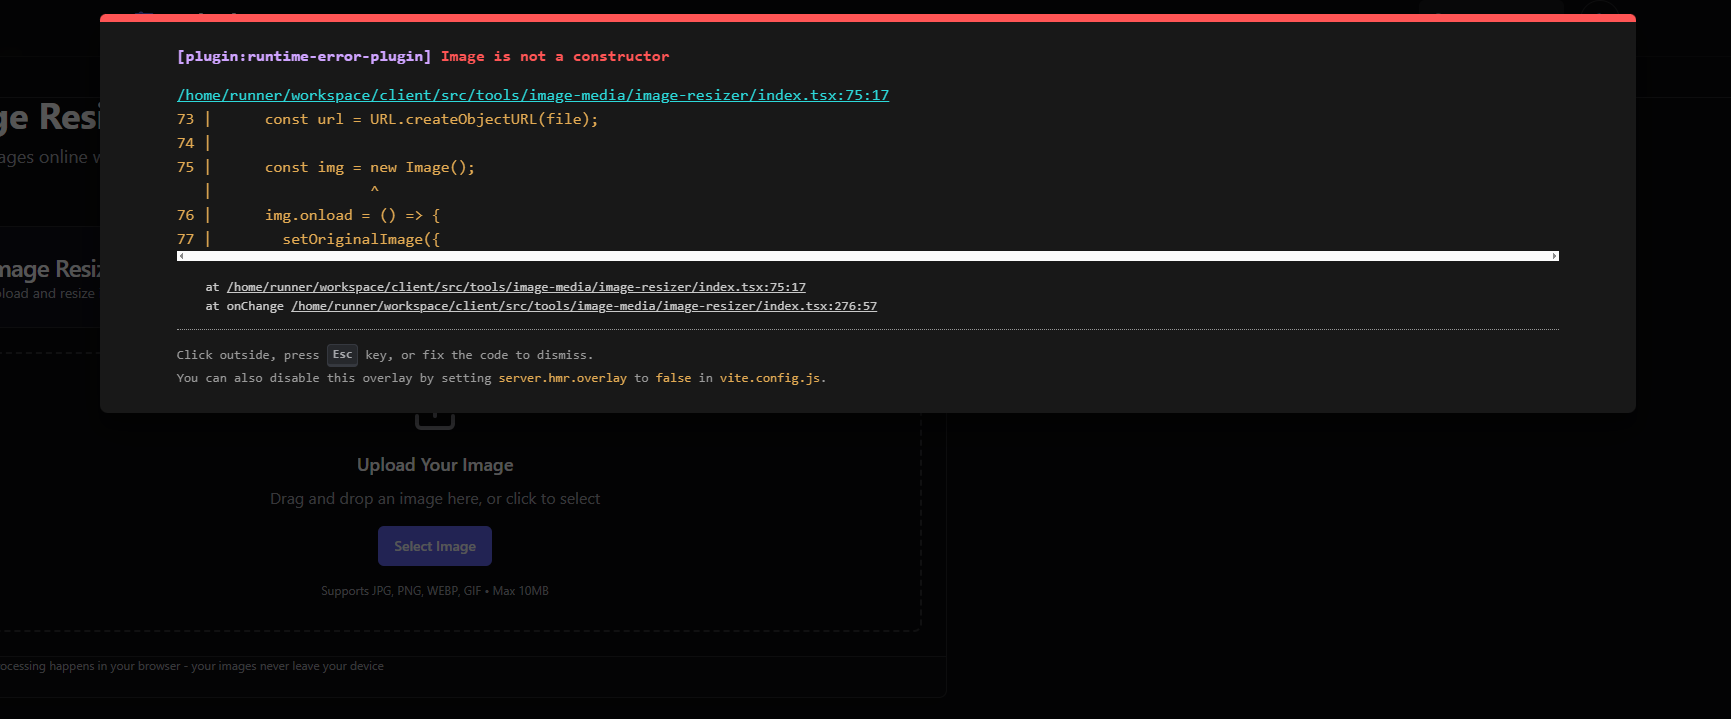 [plugin:runtime-error-plugin] Image is not a constructor
/home/runner/workspace/client/src/tools/image-media/image-resizer/index.tsx:75:17
73 |      const url = URL.createObjectURL(file);
74 |
75 |      const img = new Image();
   |                  ^
76 |      img.onload = () => {
77 |        setOriginalImage({
at /home/runner/workspace/client/src/tools/image-media/image-resizer/index.tsx:75:17
at onChange /home/runner/workspace/client/src/tools/image-media/image-resizer/index.tsx:276:57
Click outside, press Esc key, or fix the code to dismiss.
You can also disable this overlay by setting server.hmr.overlay to false in vite.config.js.
ge Resi
ages online w
mage Resiz
load and resize
Upload Your Image
Drag and drop an image here, or click to select
Select Image
Supports JPG, PNG, WEBP, GIF • Max 10MB
ocessing happens in your browser - your images never leave your device